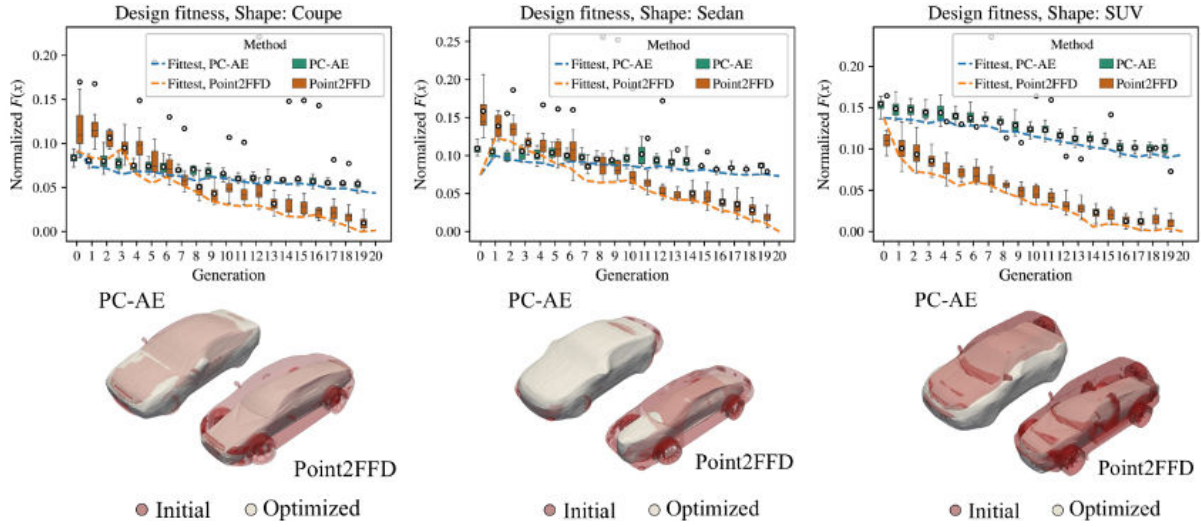 Design fitness, Shape: Coupe
Normalized F(x)
0.20
0.15
0.10
0.05
0.00
Method
Fittest, PC-AE
PC-AE
Fittest, Point2FFD
Point2FFD
0 1 2 3 4 5 6 7 8 9 10 11 12 13 14 15 16 17 18 19 20
Generation
Design fitness, Shape: Sedan
Normalized F(x)
0.25
0.20
0.15
0.10
0.05
0.00
Method
Fittest, PC-AE
PC-AE
Fittest, Point2FFD
Point2FFD
0 1 2 3 4 5 6 7 8 9 10 11 12 13 14 15 16 17 18 19 20
Generation
Design fitness, Shape: SUV
Normalized F(x)
0.20
0.15
0.10
0.05
0.00
Method
Fittest, PC-AE
PC-AE
Fittest, Point2FFD
Point2FFD
0 1 2 3 4 5 6 7 8 9 10 11 12 13 14 15 16 17 18 19 20
Generation
PC-AE
Point2FFD
Initial Optimized
PC-AE
Point2FFD
Initial Optimized
PC-AE
Point2FFD
Initial Optimized